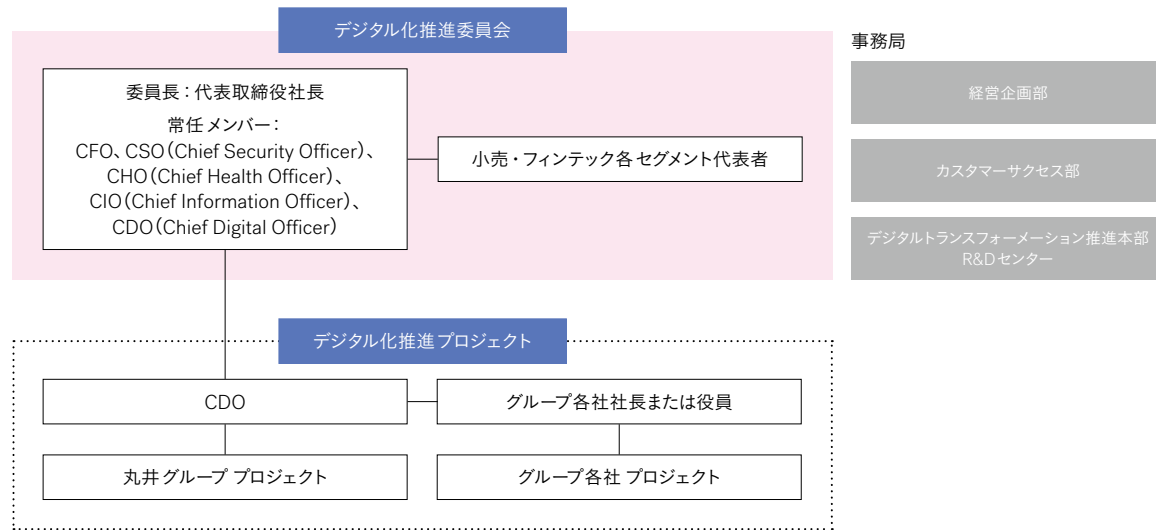 デジタル化推進委員会
委員長：代表取締役社長
常任メンバー：
CFO、CSO（Chief Security Officer）、
CHO（Chief Health Officer）、
CIO（Chief Information Officer）、
CDO（Chief Digital Officer）
小売・フィンテック各セグメント代表者
事務局
経営企画部
カスタマーサクセス部
デジタルトランスフォーメーション推進本部
R&Dセンター
デジタル化推進プロジェクト
CDO
グループ各社社長または役員
丸井グループ プロジェクト
グループ各社 プロジェクト